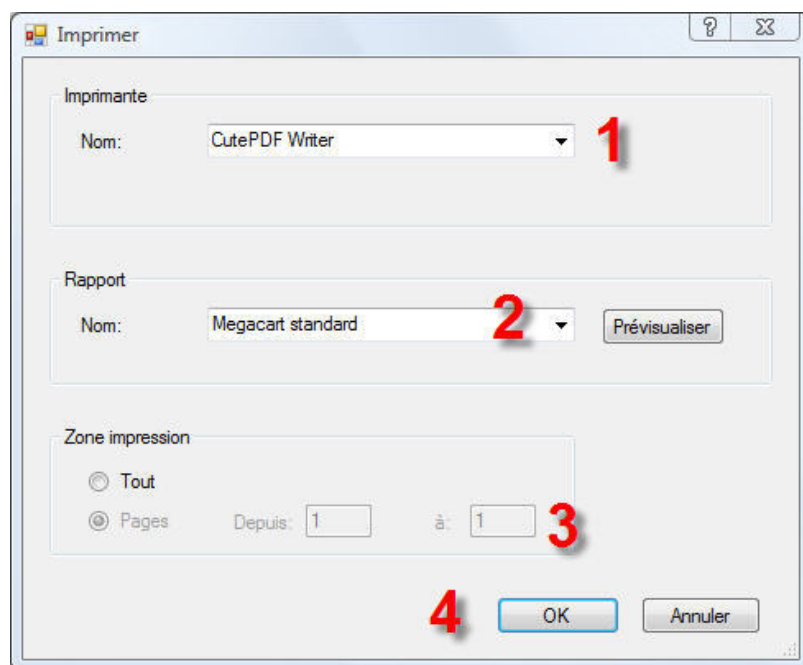 Imprimer
Imprimante
Nom: CutePDF Writer 1
Rapport
Nom: Megacart standard 2 Prévisualiser
Zone impression
Tout
Pages Depuis: 1 à: 1 3
4 OK Annuler